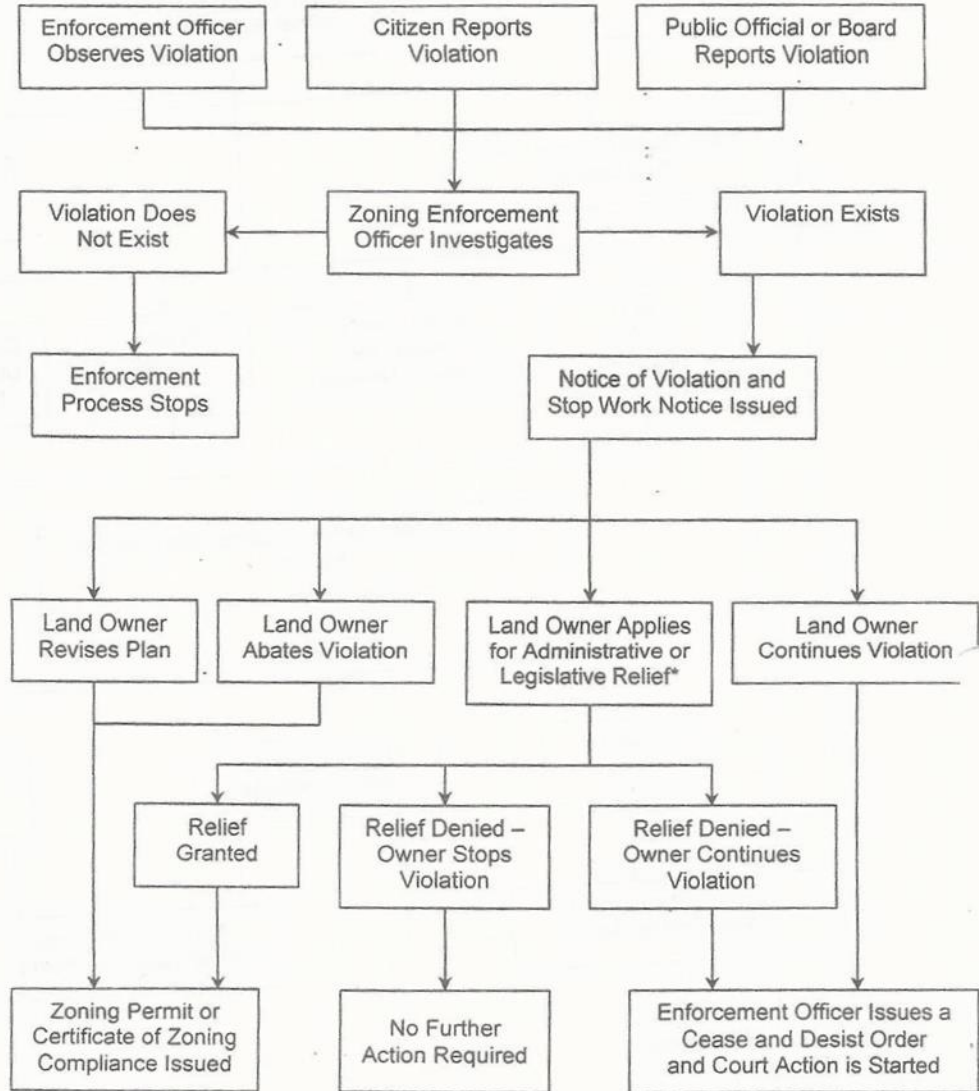 Enforcement Officer
Observes Violation
Citizen Reports
Violation
Public Official or Board
Reports Violation
Violation Does
Not Exist
Zoning Enforcement
Officer Investigates
Violation Exists
Enforcement
Process Stops
Notice of Violation and
Stop Work Notice Issued
Land Owner
Revises Plan
Land Owner
Abates Violation
Land Owner Applies
for Administrative or
Legislative Relief*
Land Owner
Continues Violation
Relief
Granted
Relief Denied –
Owner Stops
Violation
Relief Denied –
Owner Continues
Violation
Zoning Permit or
Certificate of Zoning
Compliance Issued
No Further
Action Required
Enforcement Officer Issues a
Cease and Desist Order
and Court Action is Started